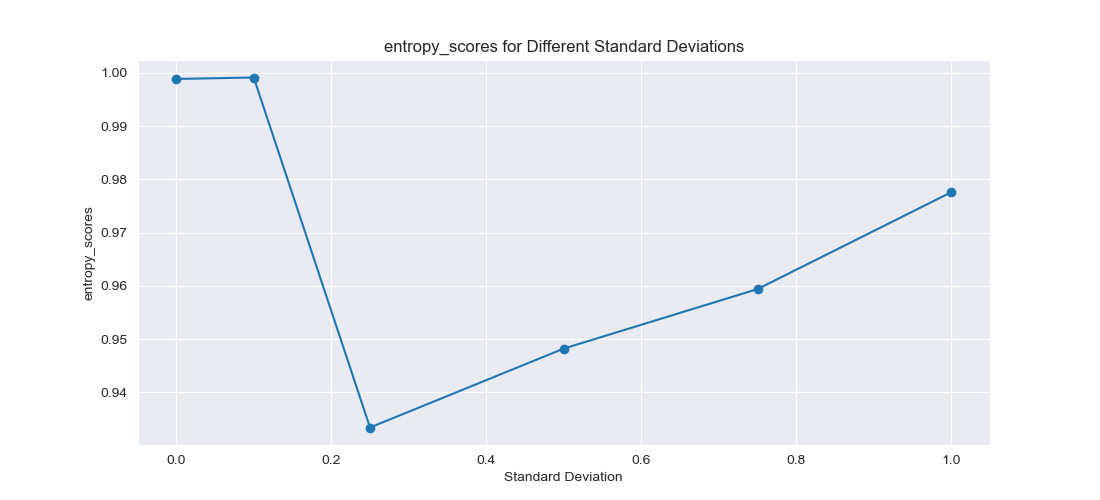 entropy_scores for Different Standard Deviations
1.00
0.99
0.98
0.97
0.96
0.95
0.94
entropy_scores
0.0 0.2 0.4 0.6 0.8 1.0
Standard Deviation